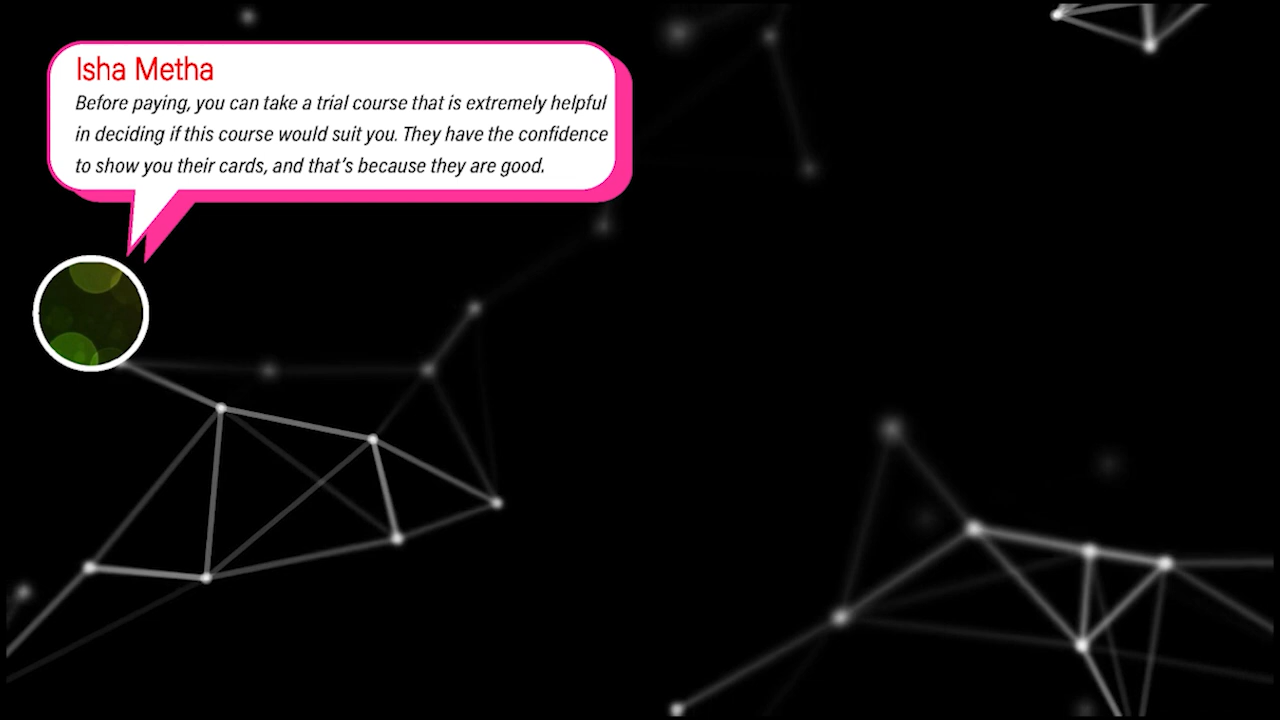 Isha Metha
Before paying, you can take a trial course that is extremely helpful
in deciding if this course would suit you. They have the confidence
to show you their cards, and that's because they are good.